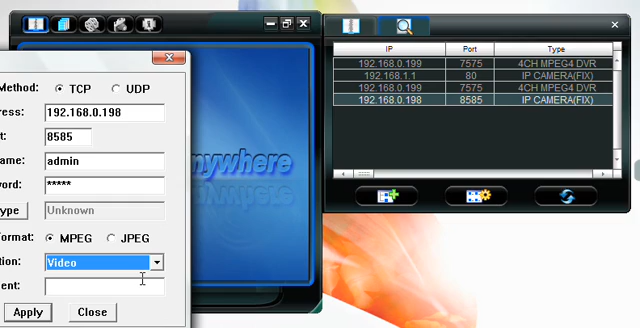 Method: TCP UDP
ress: 192.168.0.198
t: 8585
ame: admin
vord: *****
ype Unknown
ormat: MPEG JPEG
tion: Video
ent:
Apply Close
nywhere
IP Port Type
192.168.0.199 7575 4CH MPEG4 DVR
192.168.1.1 80 IP CAMERA(FIX)
192.168.0.199 7575 4CH MPEG4 DVR
192.168.0.198 8585 IP CAMERA(FIX)